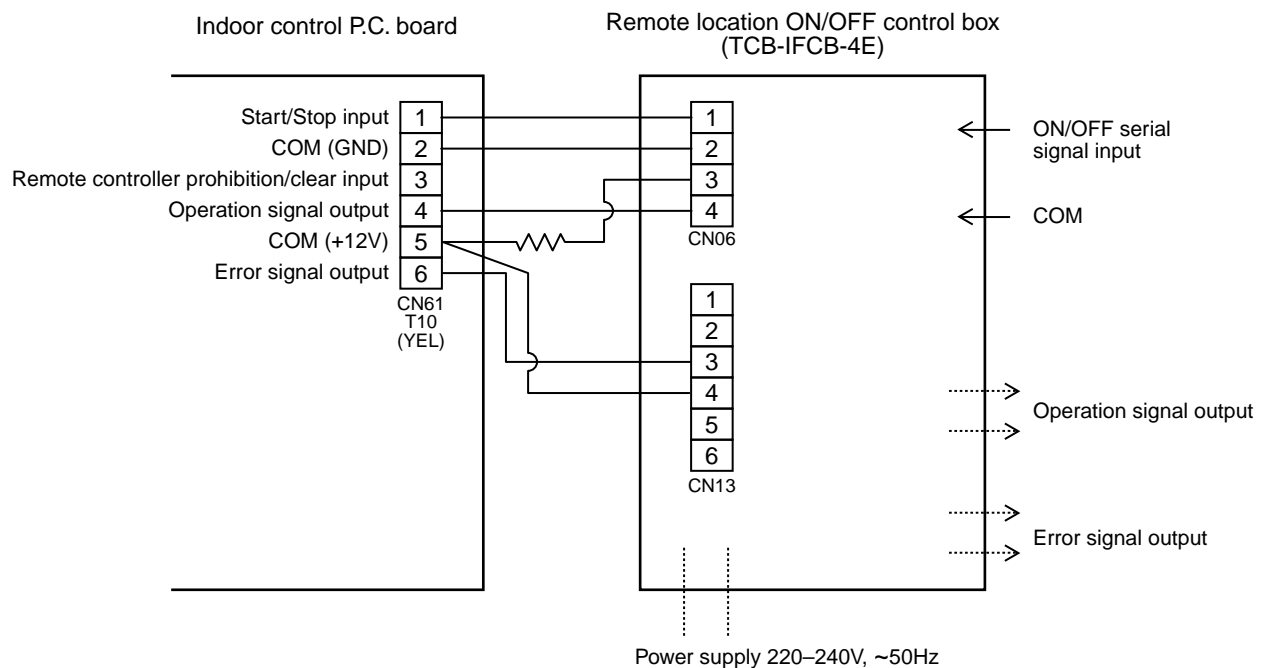 Indoor control P.C. board
Remote location ON/OFF control box
(TCB-IFCB-4E)
Start/Stop input
COM (GND)
Remote controller prohibition/clear input
Operation signal output
COM (+12V)
Error signal output
1
2
3
4
5
6
CN61
T10
(YEL)
1
2
3
4
CN06
1
2
3
4
5
6
CN13
ON/OFF serial
signal input
COM
Operation signal output
Error signal output
Power supply 220–240V, ~50Hz